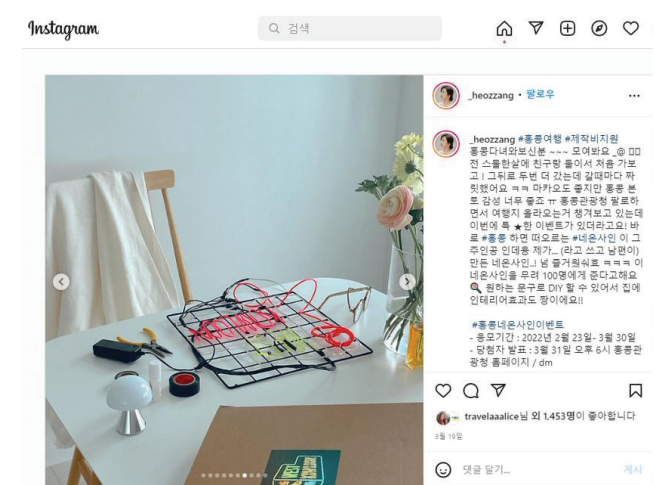 Instagram
검색
_heozzang • 팔로우
_heozzang #홍콩여행 #제작비지원
홍콩다녀와보신분 ~~~ 모여봐요 _@
전 스물한살에 친구랑 둘이서 처음 가보
고 ! 그뒤로 두번 더 갔는데 갈때마다 짜
릿했어요 ㅋㅋ 마카오도 좋지만 홍콩 본
토 감성 너무 좋죠 ㅠ 홍콩관광청 팔로하
면서 여행지 올라오는거 챙겨보고 있는데
이번에 특 ★한 이벤트가 있더라고요! 바
로 #홍콩 하면 떠오르는 #네온사인 이 그
주인공 인데용 제가... (라고 쓰고 남편이)
만든 네온사인..! 넘 즐거웠숴효 ㅋㅋㅋ 이
네온사인을 무려 100명에게 준다고해요
🔍 원하는 문구로 DIY 할 수 있어서 집에
인테리어효과도 짱이에요!!
#홍콩네온사인이벤트
- 응모기간 : 2022년 2월 23일- 3월 30일
- 당첨자 발표 : 3월 31일 오후 6시 홍콩관
광청 홈페이지 / dm
travelaaalice님 외 1,453명이 좋아합니다
3월 19일
댓글 달기...
게시